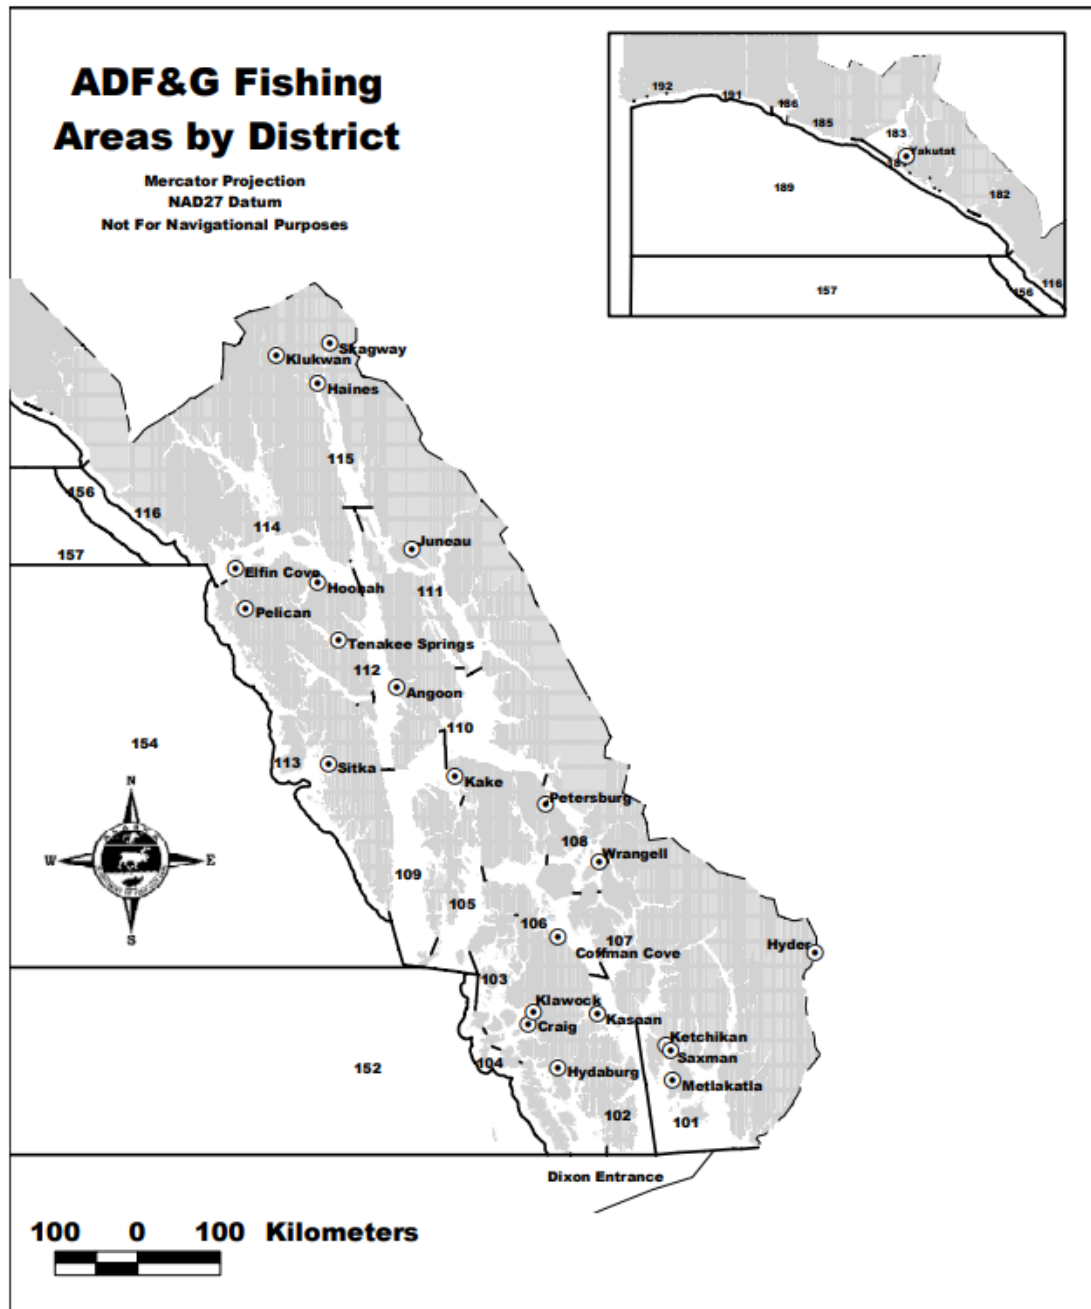 ADF&G Fishing
Areas by District
Mercator Projection
NAD27 Datum
Not For Navigational Purposes
192
191
186
185
183
Yakutat
189
182
157
156
116
Skagway
Klukwan
Haines
115
156
116
114
157
Juneau
Elfin Cove
Hoonah
111
Pelican
Tenakee Springs
112
Angoon
110
154
113
Sitka
Kake
N
Petersburg
108
W
E
Wrangell
S
109
105
106
107
Coffman Cove
Hyder
103
Klawock
Craig
Kasaan
Ketchikan
Saxman
104
152
Hydaburg
Metlakatla
102
101
Dixon Entrance
100 0 100 Kilometers